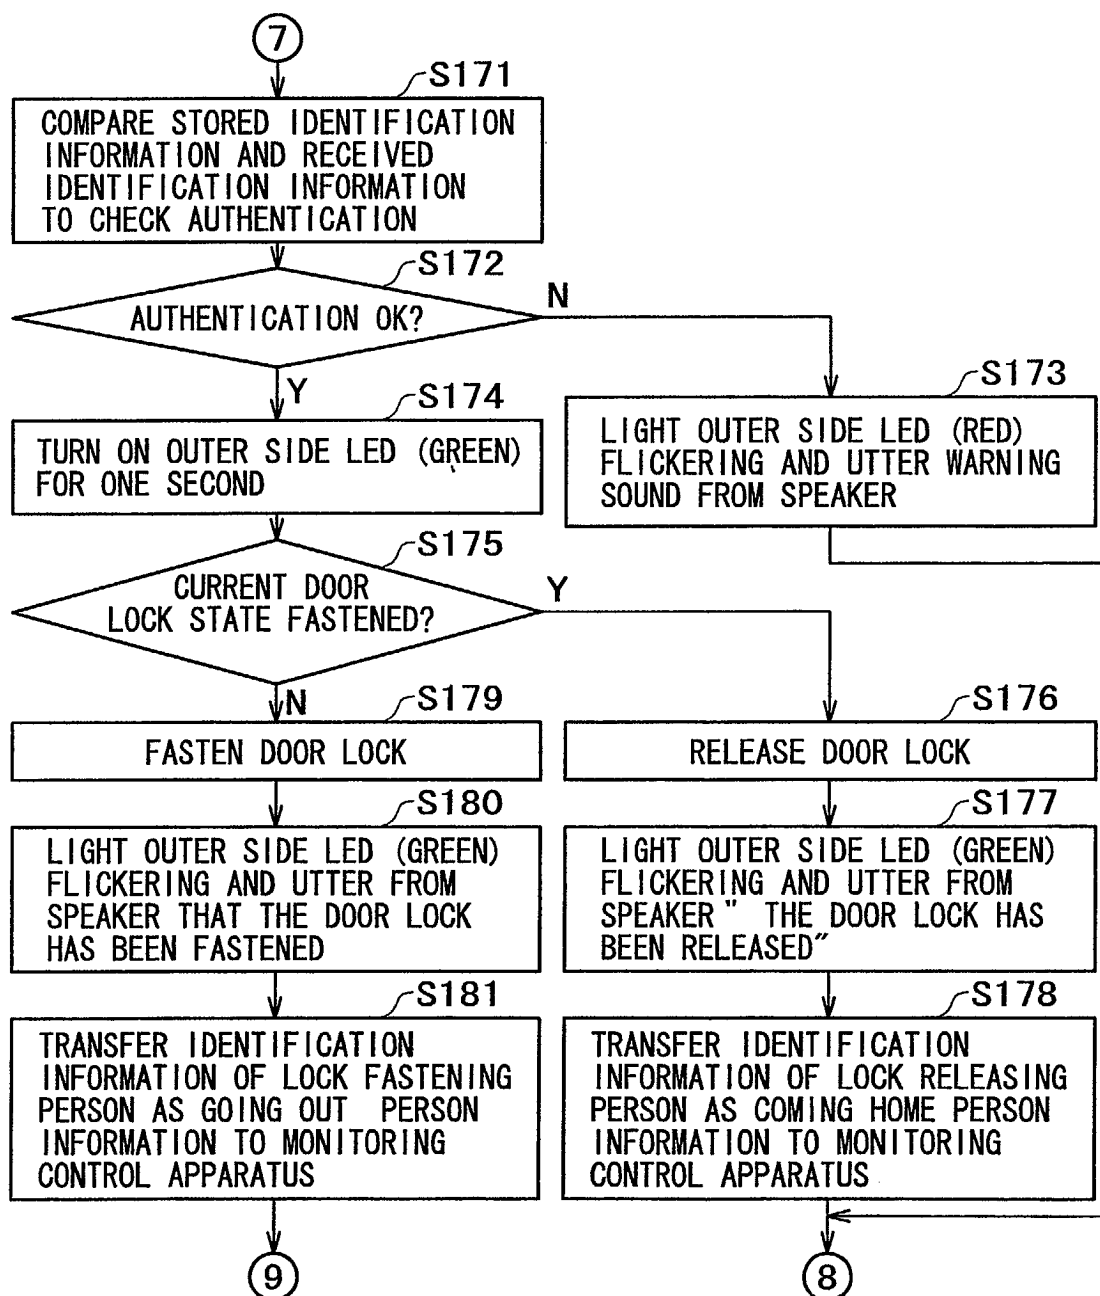 7
S171
COMPARE STORED IDENTIFICATION
INFORMATION AND RECEIVED
IDENTIFICATION INFORMATION
TO CHECK AUTHENTICATION
S172
AUTHENTICATION OK?
N
Y
S173
LIGHT OUTER SIDE LED (RED)
FLICKERING AND UTTER WARNING
SOUND FROM SPEAKER
S174
TURN ON OUTER SIDE LED (GREEN)
FOR ONE SECOND
S175
CURRENT DOOR
LOCK STATE FASTENED?
Y
N
S179
FASTEN DOOR LOCK
S176
RELEASE DOOR LOCK
S180
LIGHT OUTER SIDE LED (GREEN)
FLICKERING AND UTTER FROM
SPEAKER THAT THE DOOR LOCK
HAS BEEN FASTENED
S177
LIGHT OUTER SIDE LED (GREEN)
FLICKERING AND UTTER FROM
SPEAKER " THE DOOR LOCK HAS
BEEN RELEASED"
S181
TRANSFER IDENTIFICATION
INFORMATION OF LOCK FASTENING
PERSON AS GOING OUT PERSON
INFORMATION TO MONITORING
CONTROL APPARATUS
S178
TRANSFER IDENTIFICATION
INFORMATION OF LOCK RELEASING
PERSON AS COMING HOME PERSON
INFORMATION TO MONITORING
CONTROL APPARATUS
9
8